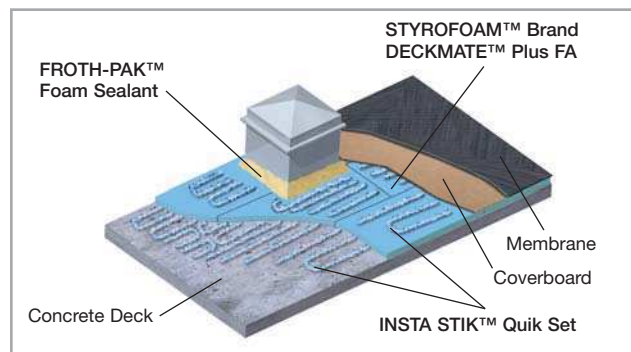 STYROFOAM™ Brand
DECKMATE™ Plus FA
FROTH-PAK™
Foam Sealant
Membrane
Coverboard
Concrete Deck
INSTA STIK™ Quik Set